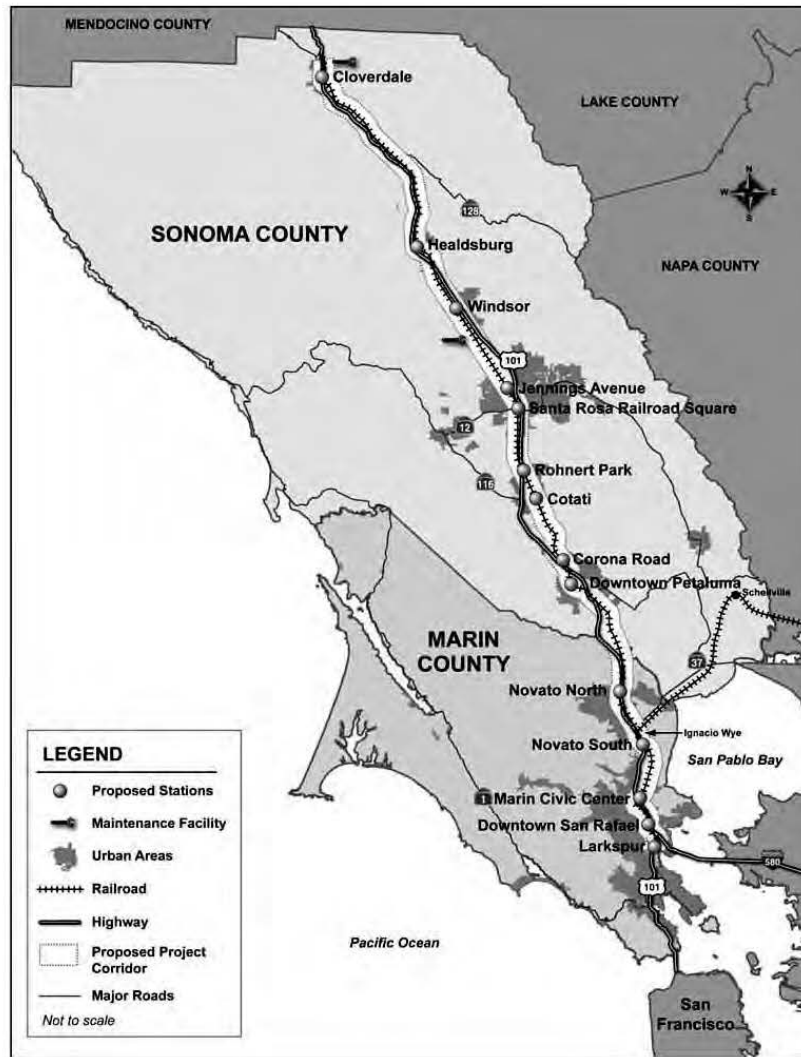 MENDOCINO COUNTY
Cloverdale
LAKE COUNTY
N
W E
S
128
SONOMA COUNTY
Healdsburg
NAPA COUNTY
Windsor
101
Jennings Avenue
Santa Rosa Railroad Square
12
Rohnert Park
116
Cotati
Corona Road
Downtown Petaluma
Schellville
MARIN
COUNTY
37
Novato North
Ignacio Wye
Novato South
San Pablo Bay
1
Marin Civic Center
Downtown San Rafael
Larkspur
580
101
Pacific Ocean
San
Francisco
LEGEND
Proposed Stations
Maintenance Facility
Urban Areas
Railroad
Highway
Proposed Project
Corridor
Major Roads
Not to scale